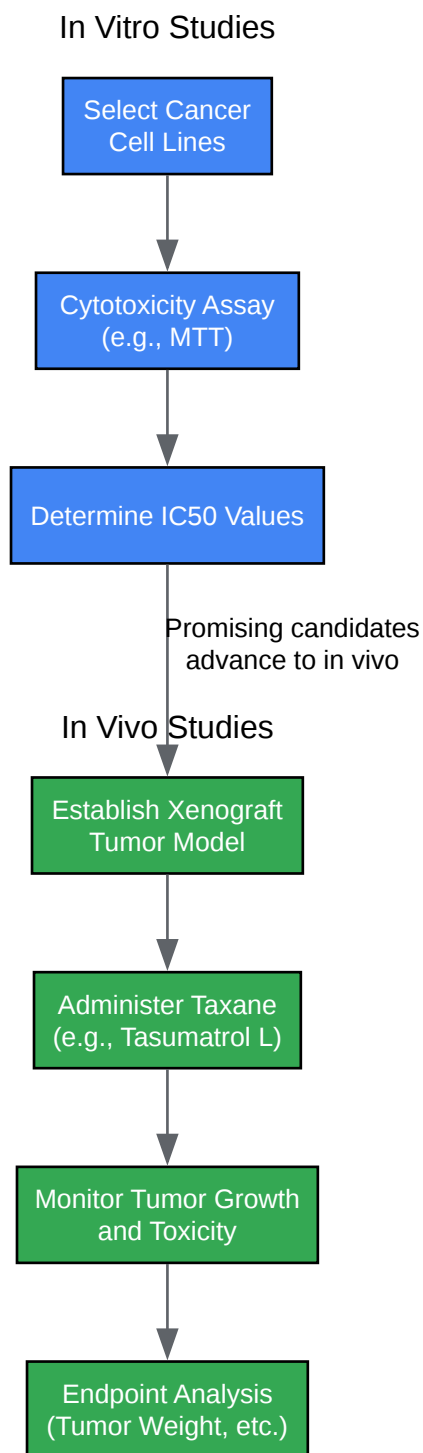 In Vitro Studies
Select Cancer
Cell Lines
Cytotoxicity Assay
(e.g., MTT)
Determine IC50 Values
Promising candidates
advance to in vivo
In Vivo Studies
Establish Xenograft
Tumor Model
Administer Taxane
(e.g., Tasumatrol L)
Monitor Tumor Growth
and Toxicity
Endpoint Analysis
(Tumor Weight, etc.)